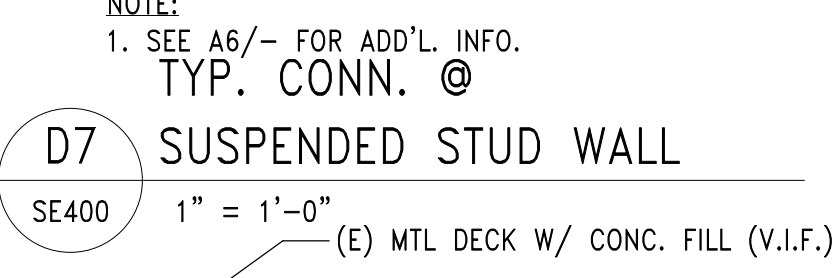 NOTE:
1. SEE A6/- FOR ADD'L. INFO.
TYP. CONN. @
D7 SUSPENDED STUD WALL
SE400 1" = 1'-0"
(E) MTL DECK W/ CONC. FILL (V.I.F.)